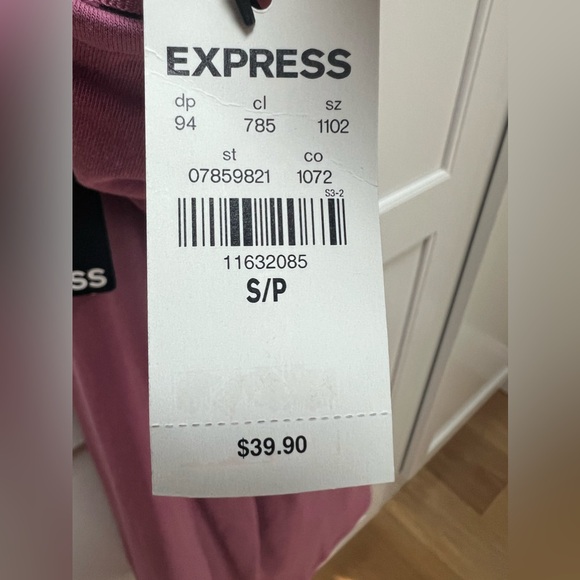 EXPRESS
dp cl sz
94 785 1102
st co
07859821 1072
S3-2
11632085
S/P
$39.90
SS